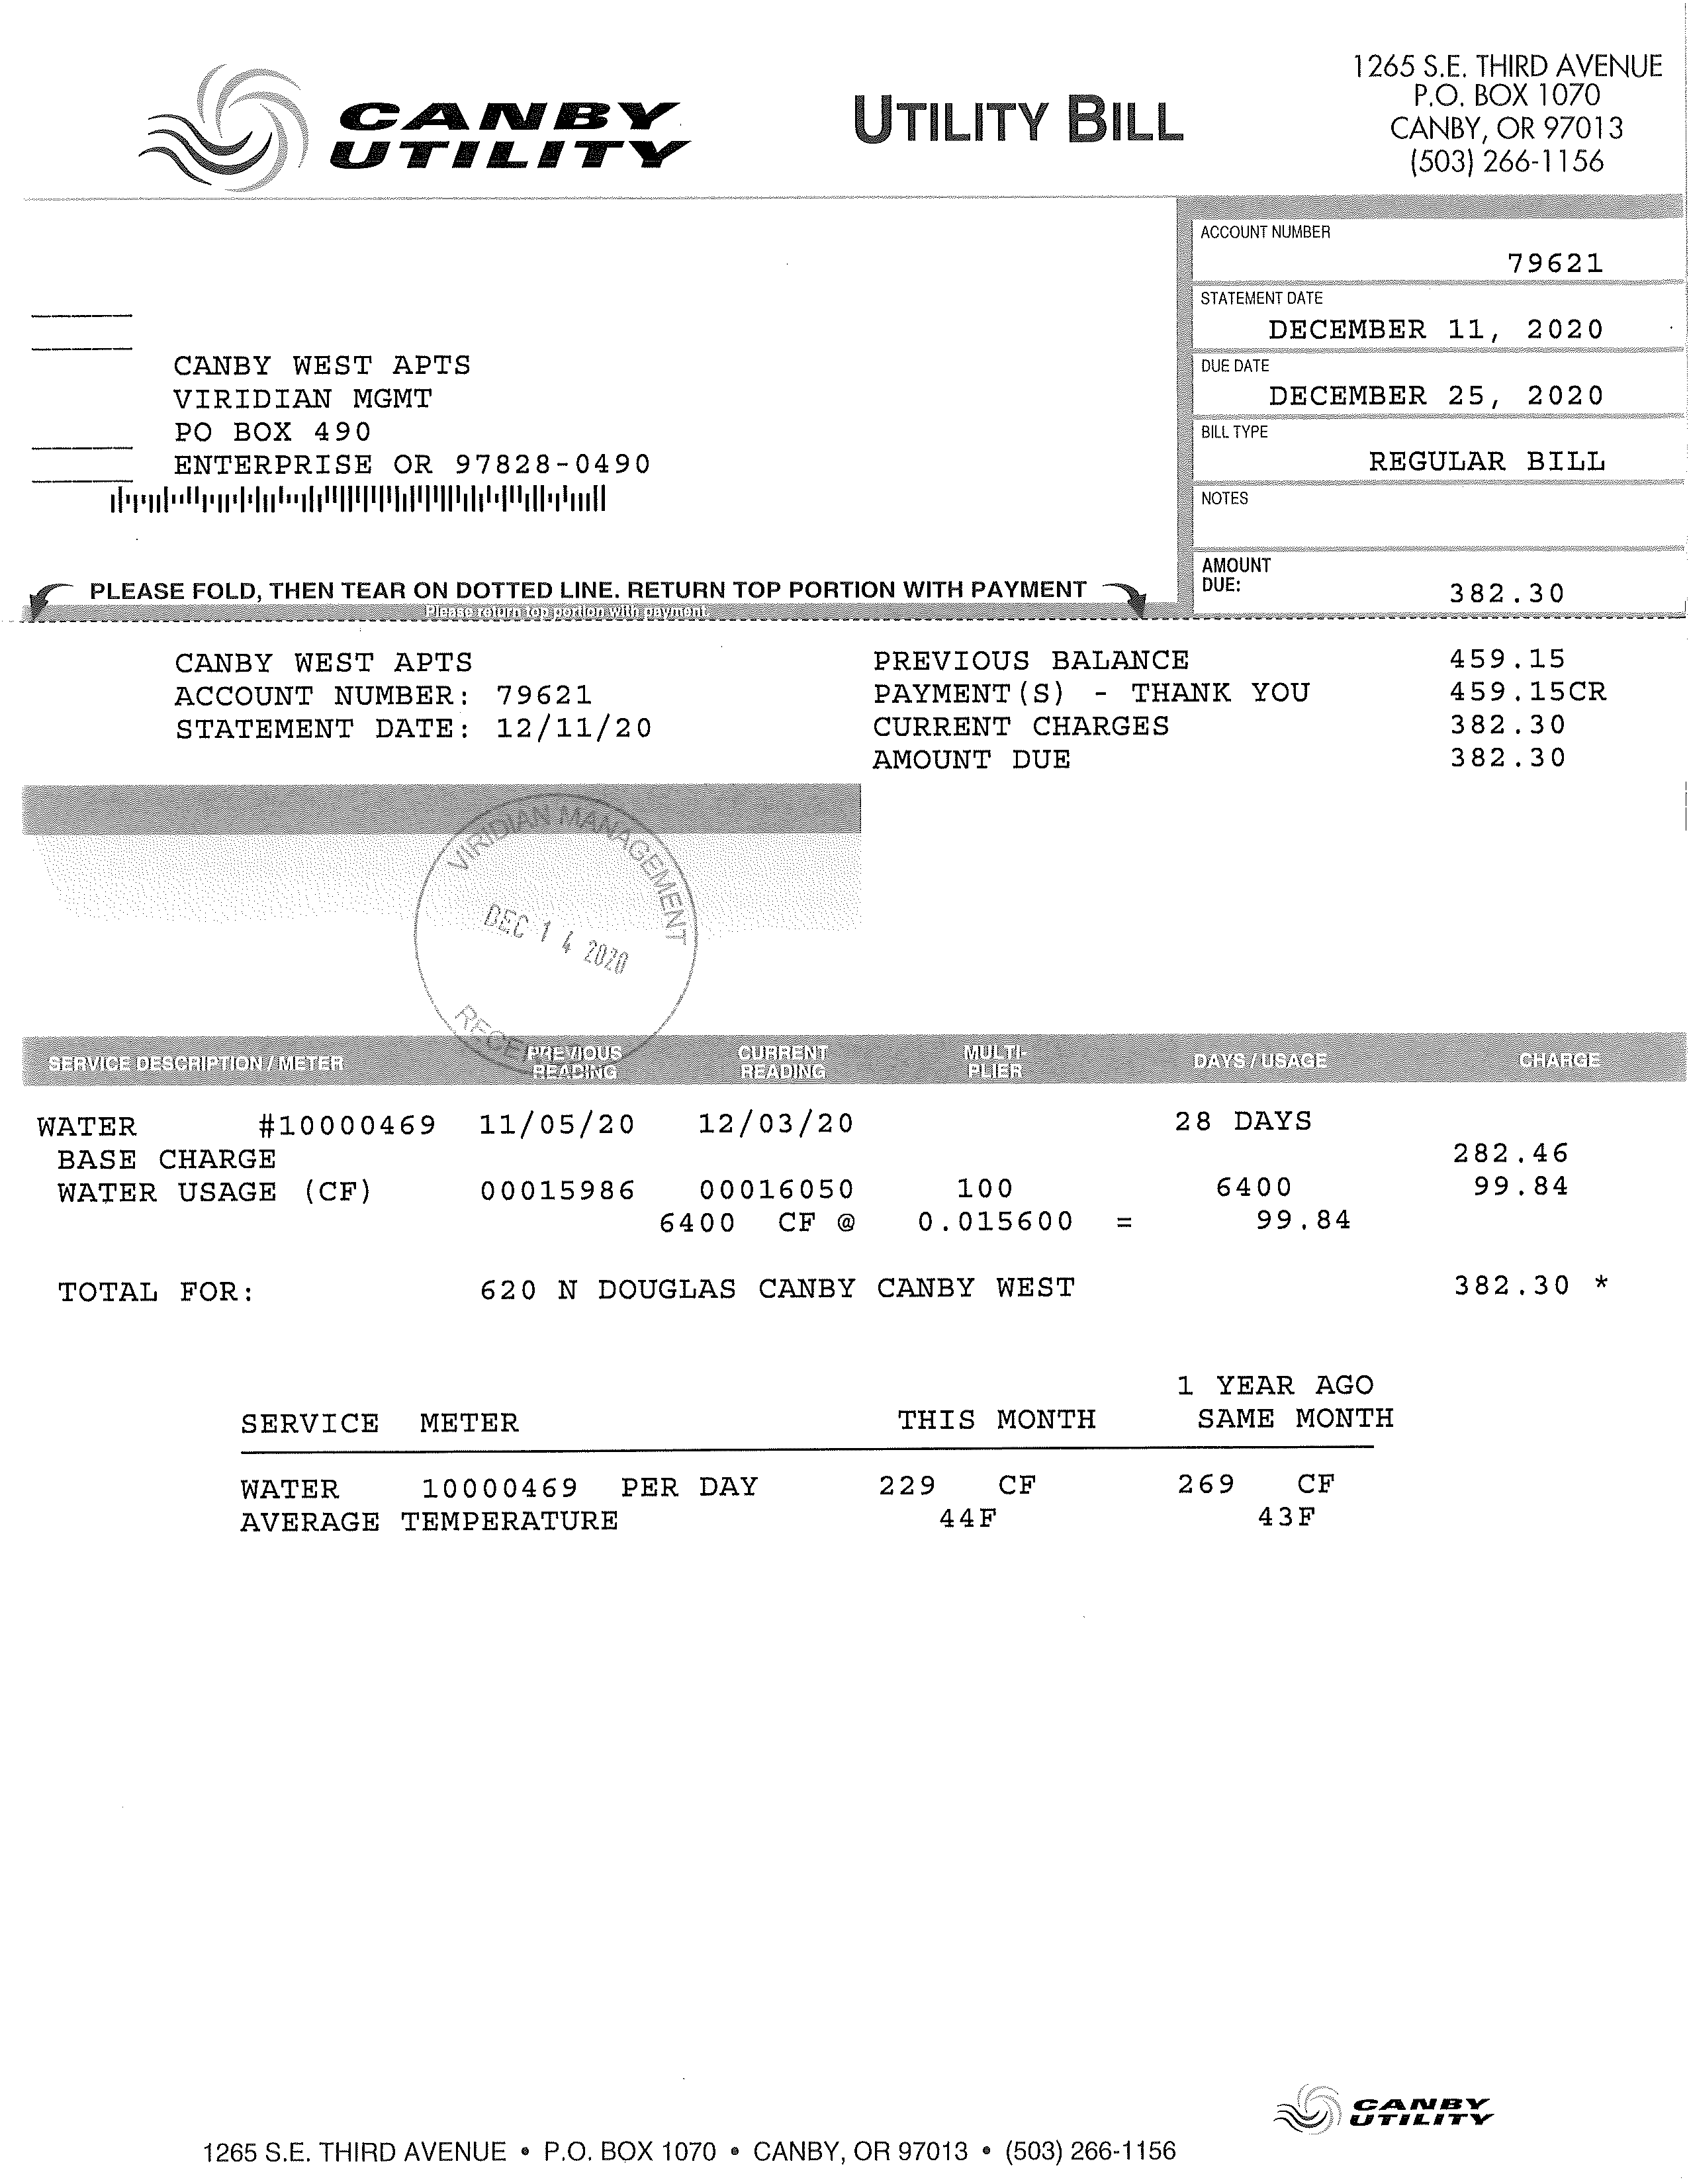 CANBY
UTILITY
UTILITY BILL
1265 S.E. THIRD AVENUE
P.O. BOX 1070
CANBY, OR 97013
(503) 266-1156
ACCOUNT NUMBER
79621
STATEMENT DATE
DECEMBER 11, 2020
DUE DATE
DECEMBER 25, 2020
BILL TYPE
REGULAR BILL
NOTES
AMOUNT
DUE:
382.30
CANBY WEST APTS
VIRIDIAN MGMT
PO BOX 490
ENTERPRISE OR 97828-0490
PLEASE FOLD, THEN TEAR ON DOTTED LINE. RETURN TOP PORTION WITH PAYMENT
Please return top portion with payment
CANBY WEST APTS
ACCOUNT NUMBER: 79621
STATEMENT DATE: 12/11/20
PREVIOUS BALANCE 459.15
PAYMENT(S) - THANK YOU 459.15CR
CURRENT CHARGES 382.30
AMOUNT DUE 382.30
VIRIDIAN MANAGEMENT
DEC 14 2020
SERVICE DESCRIPTION / METER PREVIOUS READING CURRENT READING MULTI-PLIER DAYS / USAGE CHARGE
WATER #10000469 11/05/20 12/03/20 28 DAYS
BASE CHARGE 282.46
WATER USAGE (CF) 00015986 00016050 100 6400 99.84
6400 CF @ 0.015600 = 99.84
TOTAL FOR: 620 N DOUGLAS CANBY CANBY WEST 382.30 *
1 YEAR AGO
SERVICE METER THIS MONTH SAME MONTH
WATER 10000469 PER DAY 229 CF 269 CF
AVERAGE TEMPERATURE 44F 43F
CANBY
UTILITY
1265 S.E. THIRD AVENUE • P.O. BOX 1070 • CANBY, OR 97013 • (503) 266-1156